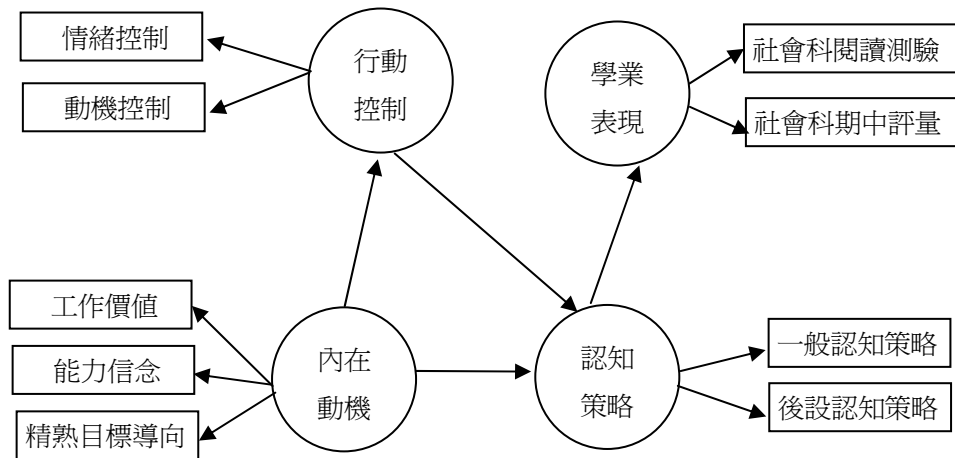 情緒控制
動機控制
行動
控制
學業
表現
社會科閱讀測驗
社會科期中評量
工作價值
能力信念
精熟目標導向
內在
動機
認知
策略
一般認知策略
後設認知策略